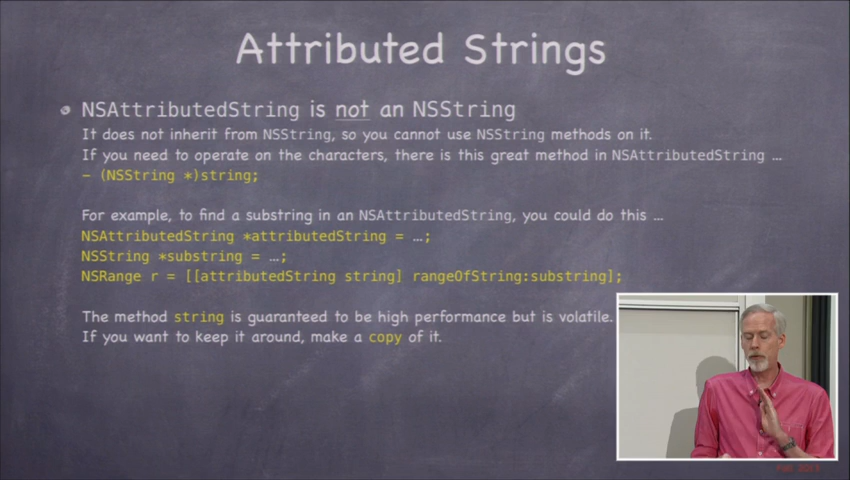 Attributed Strings
NSAttributedString is not an NSString
It does not inherit from NSString, so you cannot use NSString methods on it.
If you need to operate on the characters, there is this great method in NSAttributedString …
- (NSString *)string;
For example, to find a substring in an NSAttributedString, you could do this …
NSAttributedString *attributedString = …;
NSString *substring = …;
NSRange r = [[attributedString string] rangeOfString:substring];
The method string is guaranteed to be high performance but is volatile.
If you want to keep it around, make a copy of it.
Fall 2013